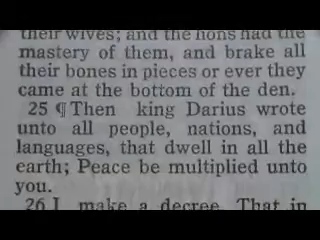 their wives; and the lions had the
mastery of them, and brake all
their bones in pieces or ever they
came at the bottom of the den.
25 ¶ Then king Darius wrote
unto all people, nations, and
languages, that dwell in all the
earth; Peace be multiplied unto
you.
26 I make a decree, That in